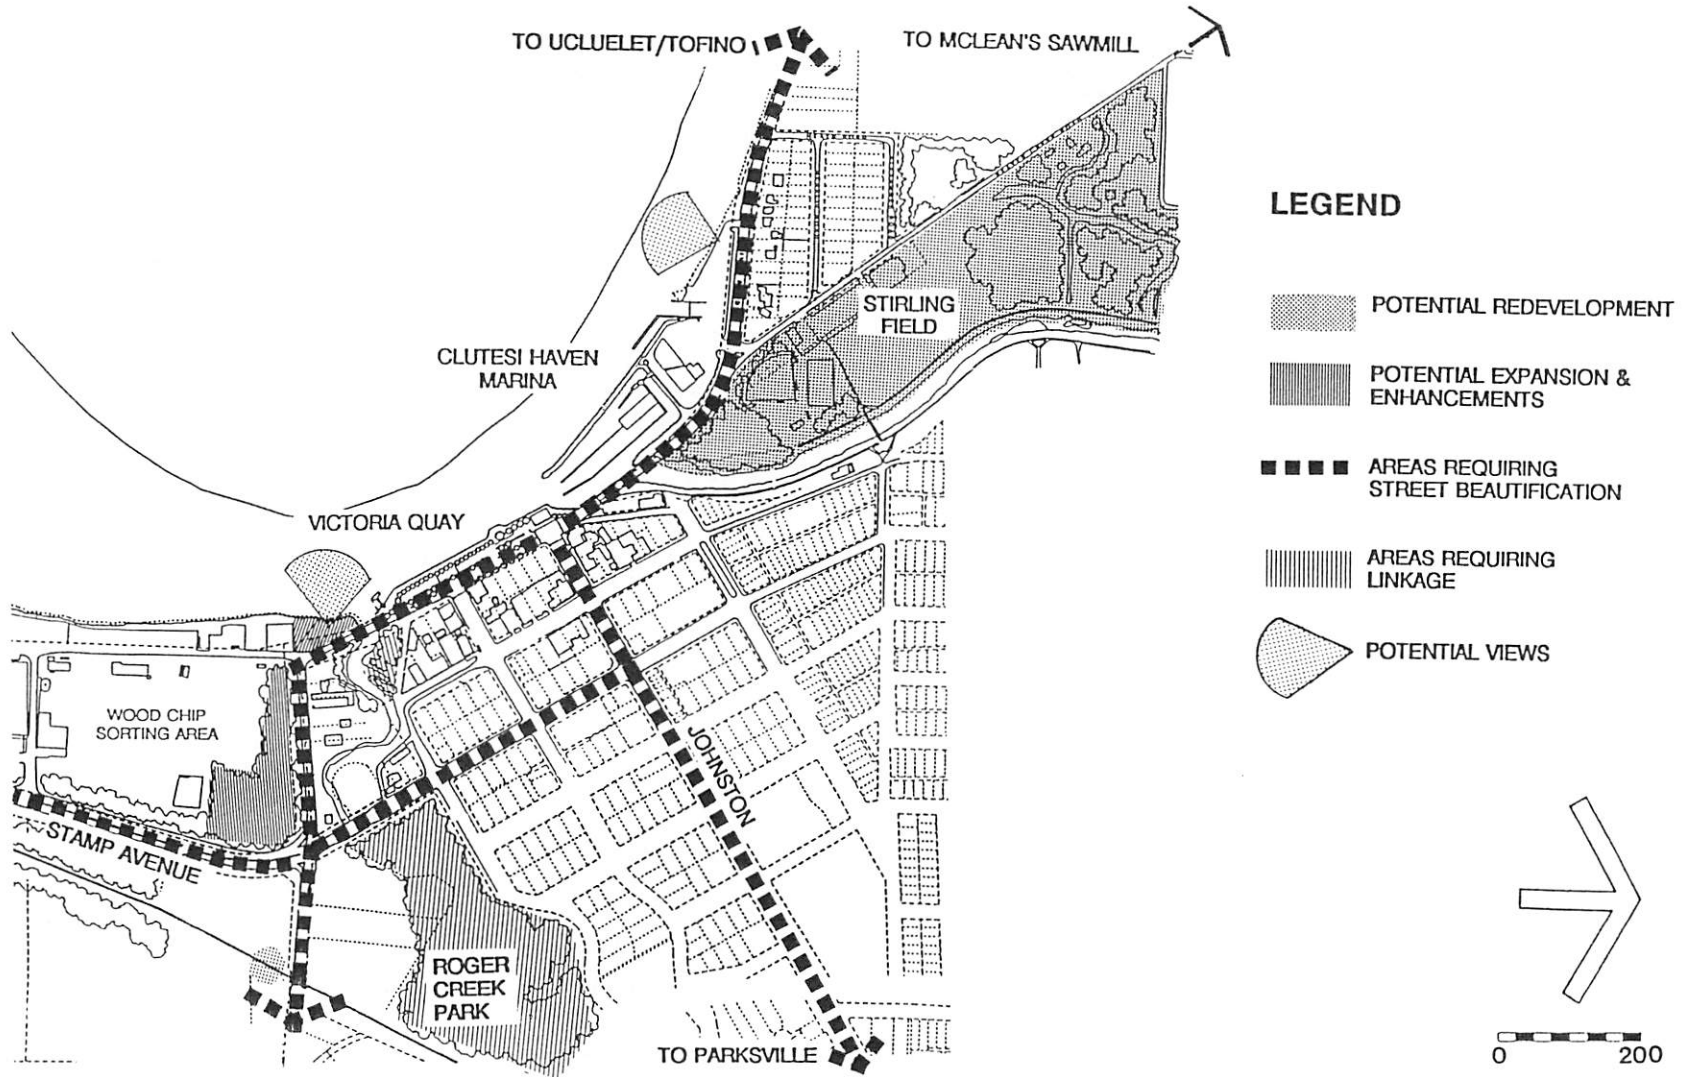 TO UCLUELET/TOFINO
TO MCLEAN'S SAWMILL
LEGEND
STIRLING
FIELD
POTENTIAL REDEVELOPMENT
CLUTESI HAVEN
MARINA
POTENTIAL EXPANSION &
ENHANCEMENTS
AREAS REQUIRING
STREET BEAUTIFICATION
VICTORIA QUAY
AREAS REQUIRING
LINKAGE
POTENTIAL VIEWS
WOOD CHIP
SORTING AREA
JOHNSTON
STAMP AVENUE
ROGER
CREEK
PARK
TO PARKSVILLE
0 200